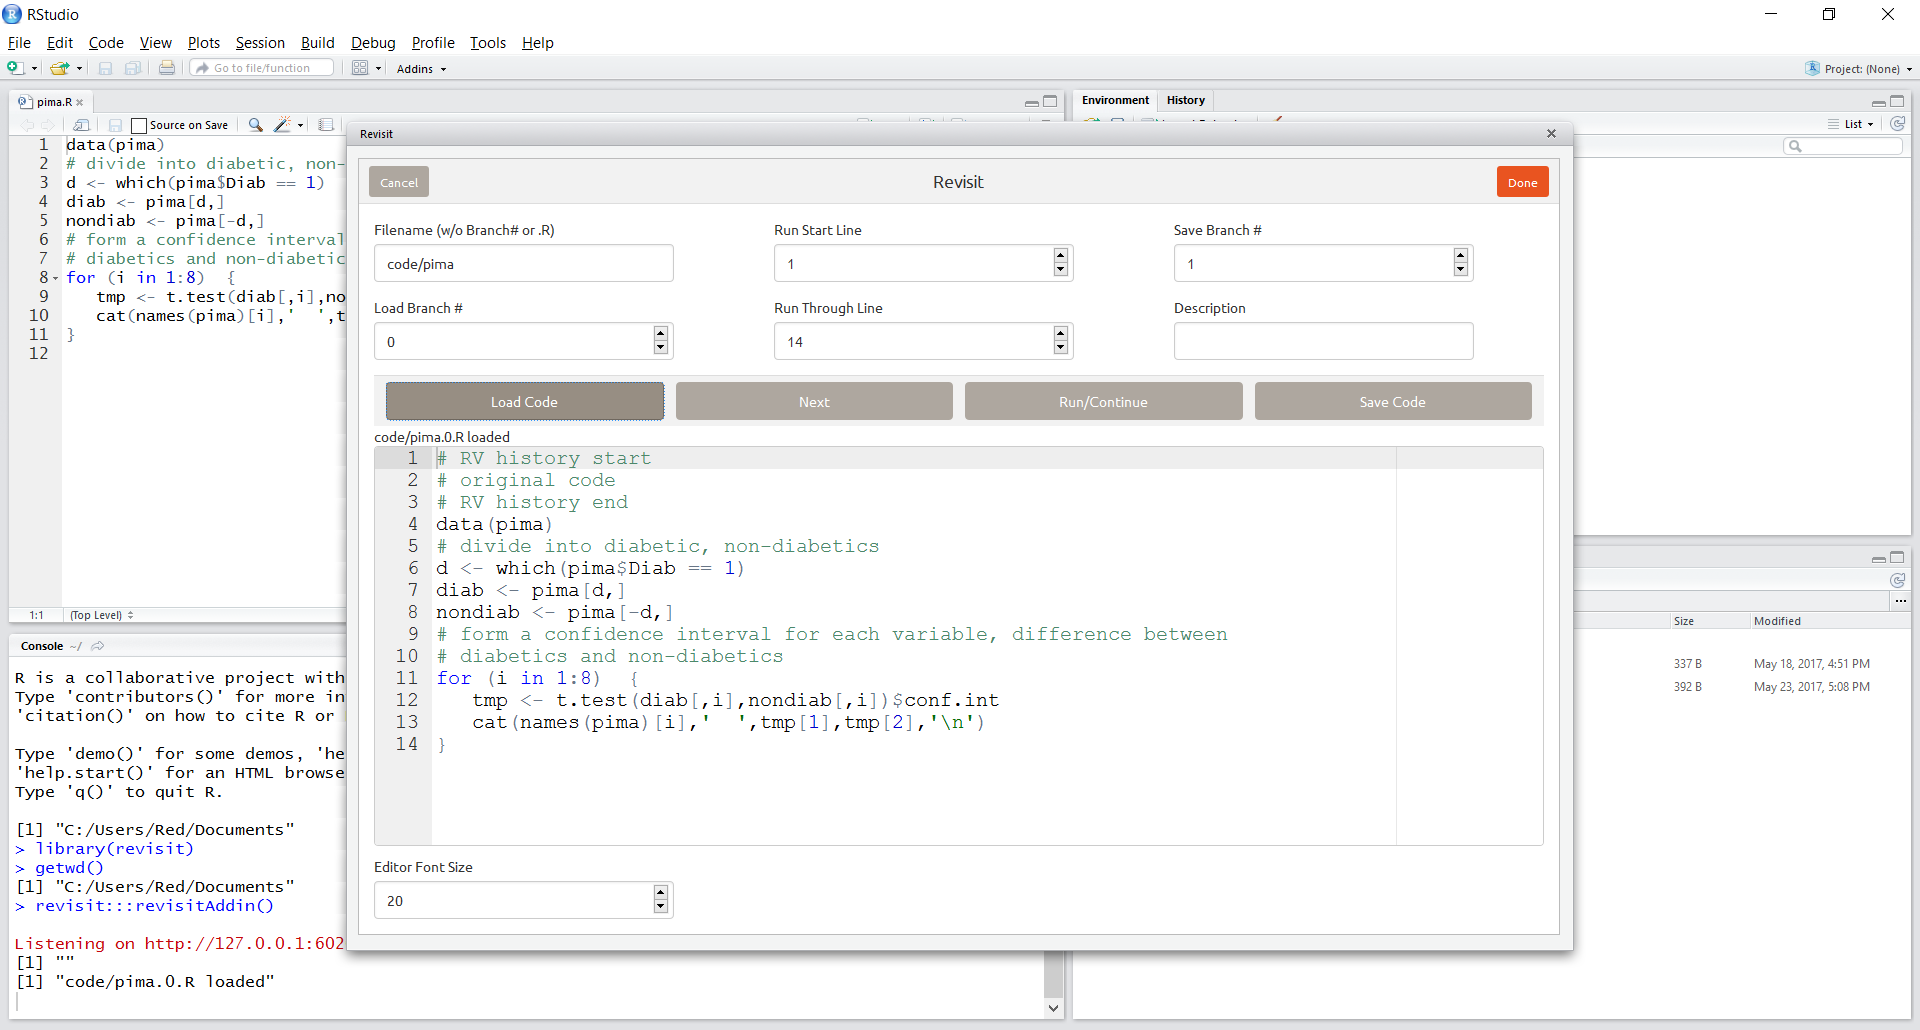 RStudio
File Edit Code View Plots Session Build Debug Profile Tools Help
Go to file/function Addins Project: (None)
pima.R
Source on Save
1 data(pima)
2 # divide into diabetic, non-
3 d <- which(pima$Diab == 1)
4 diab <- pima[d,]
5 nondiab <- pima[-d,]
6 # form a confidence interval
7 # diabetics and non-diabetic
8 for (i in 1:8) {
9 tmp <- t.test(diab[,i],no
10 cat(names(pima)[i],'  ',t
11 }
12
1:1 (Top Level)
Console ~/
R is a collaborative project with
Type 'contributors()' for more in
'citation()' on how to cite R or
Type 'demo()' for some demos, 'he
'help.start()' for an HTML browse
Type 'q()' to quit R.
[1] "C:/Users/Red/Documents"
> library(revisit)
> getwd()
[1] "C:/Users/Red/Documents"
> revisit:::revisitAddin()
Listening on http://127.0.0.1:602
[1] ""
[1] "code/pima.0.R loaded"
Revisit
Cancel Revisit Done
Filename (w/o Branch# or .R) Run Start Line Save Branch #
code/pima 1 1
Load Branch # Run Through Line Description
0 14
Load Code Next Run/Continue Save Code
code/pima.0.R loaded
1 # RV history start
2 # original code
3 # RV history end
4 data(pima)
5 # divide into diabetic, non-diabetics
6 d <- which(pima$Diab == 1)
7 diab <- pima[d,]
8 nondiab <- pima[-d,]
9 # form a confidence interval for each variable, difference between
10 # diabetics and non-diabetics
11 for (i in 1:8) {
12 tmp <- t.test(diab[,i],nondiab[,i])$conf.int
13 cat(names(pima)[i],'  ',tmp[1],tmp[2],'\n')
14 }
Editor Font Size
20
Environment History
List
Size Modified
337 B May 18, 2017, 4:51 PM
392 B May 23, 2017, 5:08 PM